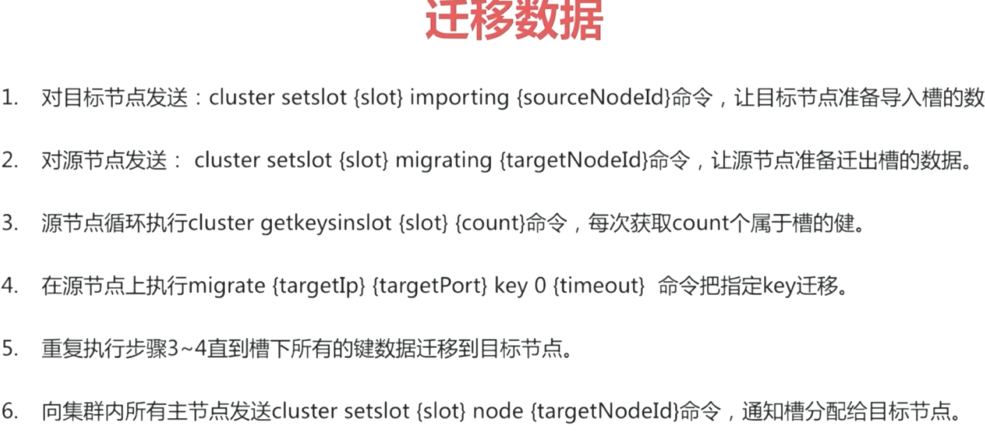 迁移数据
1. 对目标节点发送：cluster setslot {slot} importing {sourceNodeId}命令，让目标节点准备导入槽的数
2. 对源节点发送： cluster setslot {slot} migrating {targetNodeId}命令，让源节点准备迁出槽的数据。
3. 源节点循环执行cluster getkeysinslot {slot} {count}命令，每次获取count个属于槽的健。
4. 在源节点上执行migrate {targetIp} {targetPort} key 0 {timeout} 命令把指定key迁移。
5. 重复执行步骤3~4直到槽下所有的键数据迁移到目标节点。
6. 向集群内所有主节点发送cluster setslot {slot} node {targetNodeId}命令，通知槽分配给目标节点。